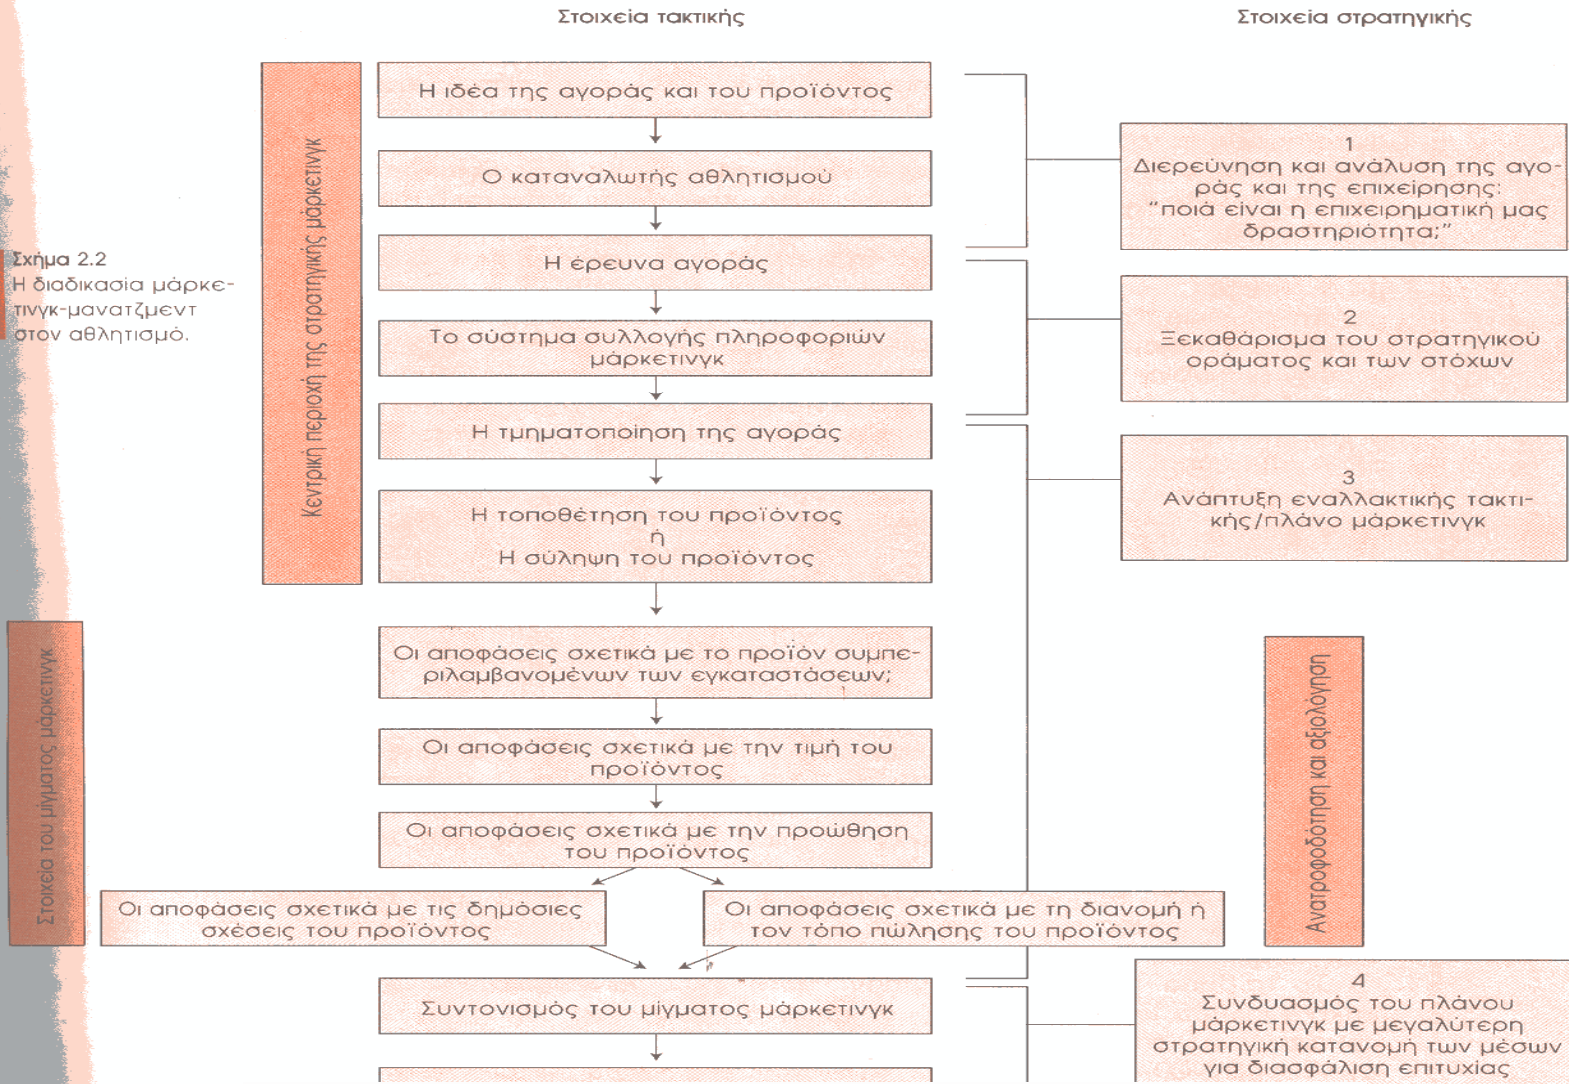 Στοιχεία τακτικής
Στοιχεία στρατηγικής
Κεντρική περιοχή της στρατηγικής μάρκετινγκ
Η ιδέα της αγοράς και του προϊόντος
Ο καταναλωτής αθλητισμού
Η έρευνα αγοράς
Το σύστημα συλλογής πληροφοριών
μάρκετινγκ
Η τμηματοποίηση της αγοράς
Η τοποθέτηση του προϊόντος
ή
Η σύληψη του προϊόντος
1
Διερεύνηση και ανάλυση της αγο-
ράς και της επιχείρησης:
“ποιά είναι η επιχειρηματική μας
δραστηριότητα;”
2
Ξεκαθάρισμα του στρατηγικού
οράματος και των στόχων
3
Ανάπτυξη εναλλακτικής τακτι-
κής/πλάνο μάρκετινγκ
Σχήμα 2.2
Η διαδικασία μάρκε-
τινγκ-μανατζμεντ
στον αθλητισμό.
Στοιχεία του μίγματος μάρκετινγκ
Οι αποφάσεις σχετικά με το προϊόν συμπε-
ριλαμβανομένων των εγκαταστάσεων;
Οι αποφάσεις σχετικά με την τιμή του
προϊόντος
Οι αποφάσεις σχετικά με την προώθηση
του προϊόντος
Οι αποφάσεις σχετικά με τις δημόσιες
σχέσεις του προϊόντος
Οι αποφάσεις σχετικά με τη διανομή ή
τον τόπο πώλησης του προϊόντος
Ανατροφοδότηση και αξιολόγηση
Συντονισμός του μίγματος μάρκετινγκ
4
Συνδυασμός του πλάνου
μάρκετινγκ με μεγαλύτερη
στρατηγική κατανομή των μέσων
για διασφάλιση επιτυχίας